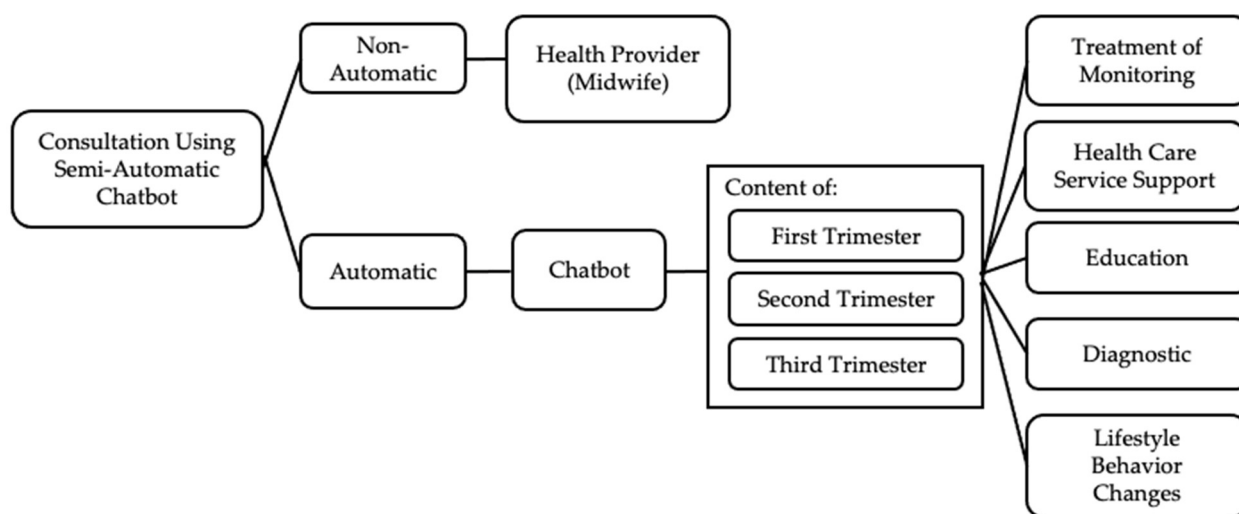 Consultation Using
Semi-Automatic
Chatbot
Non-
Automatic
Health Provider
(Midwife)
Automatic
Chatbot
Content of:
First Trimester
Second Trimester
Third Trimester
Treatment of
Monitoring
Health Care
Service Support
Education
Diagnostic
Lifestyle
Behavior
Changes